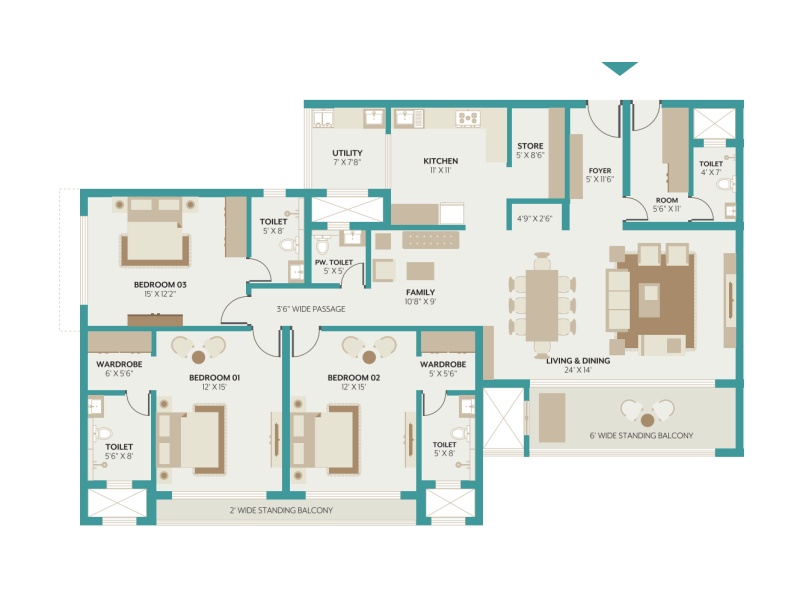 UTILITY
7' X 7'8"
KITCHEN
11' X 11'
STORE
5' X 8'6"
FOYER
5' X 11'6"
TOILET
4' X 7'
ROOM
5'6" X 11'
4'9" X 2'6"
TOILET
5' X 8'
PW. TOILET
5' X 5'
BEDROOM 03
15' X 12'2"
FAMILY
10'8" X 9'
3'6" WIDE PASSAGE
LIVING & DINING
24' X 14'
WARDROBE
6' X 5'6"
BEDROOM 01
12' X 15'
BEDROOM 02
12' X 15'
WARDROBE
5' X 5'6"
TOILET
5'6" X 8'
TOILET
5' X 8'
6' WIDE STANDING BALCONY
2' WIDE STANDING BALCONY